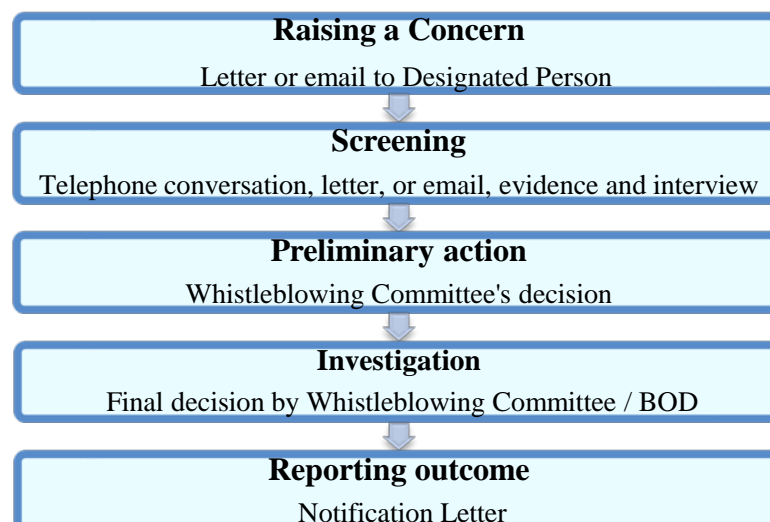 Raising a Concern
Letter or email to Designated Person
Screening
Telephone conversation, letter, or email, evidence and interview
Preliminary action
Whistleblowing Committee's decision
Investigation
Final decision by Whistleblowing Committee / BOD
Reporting outcome
Notification Letter